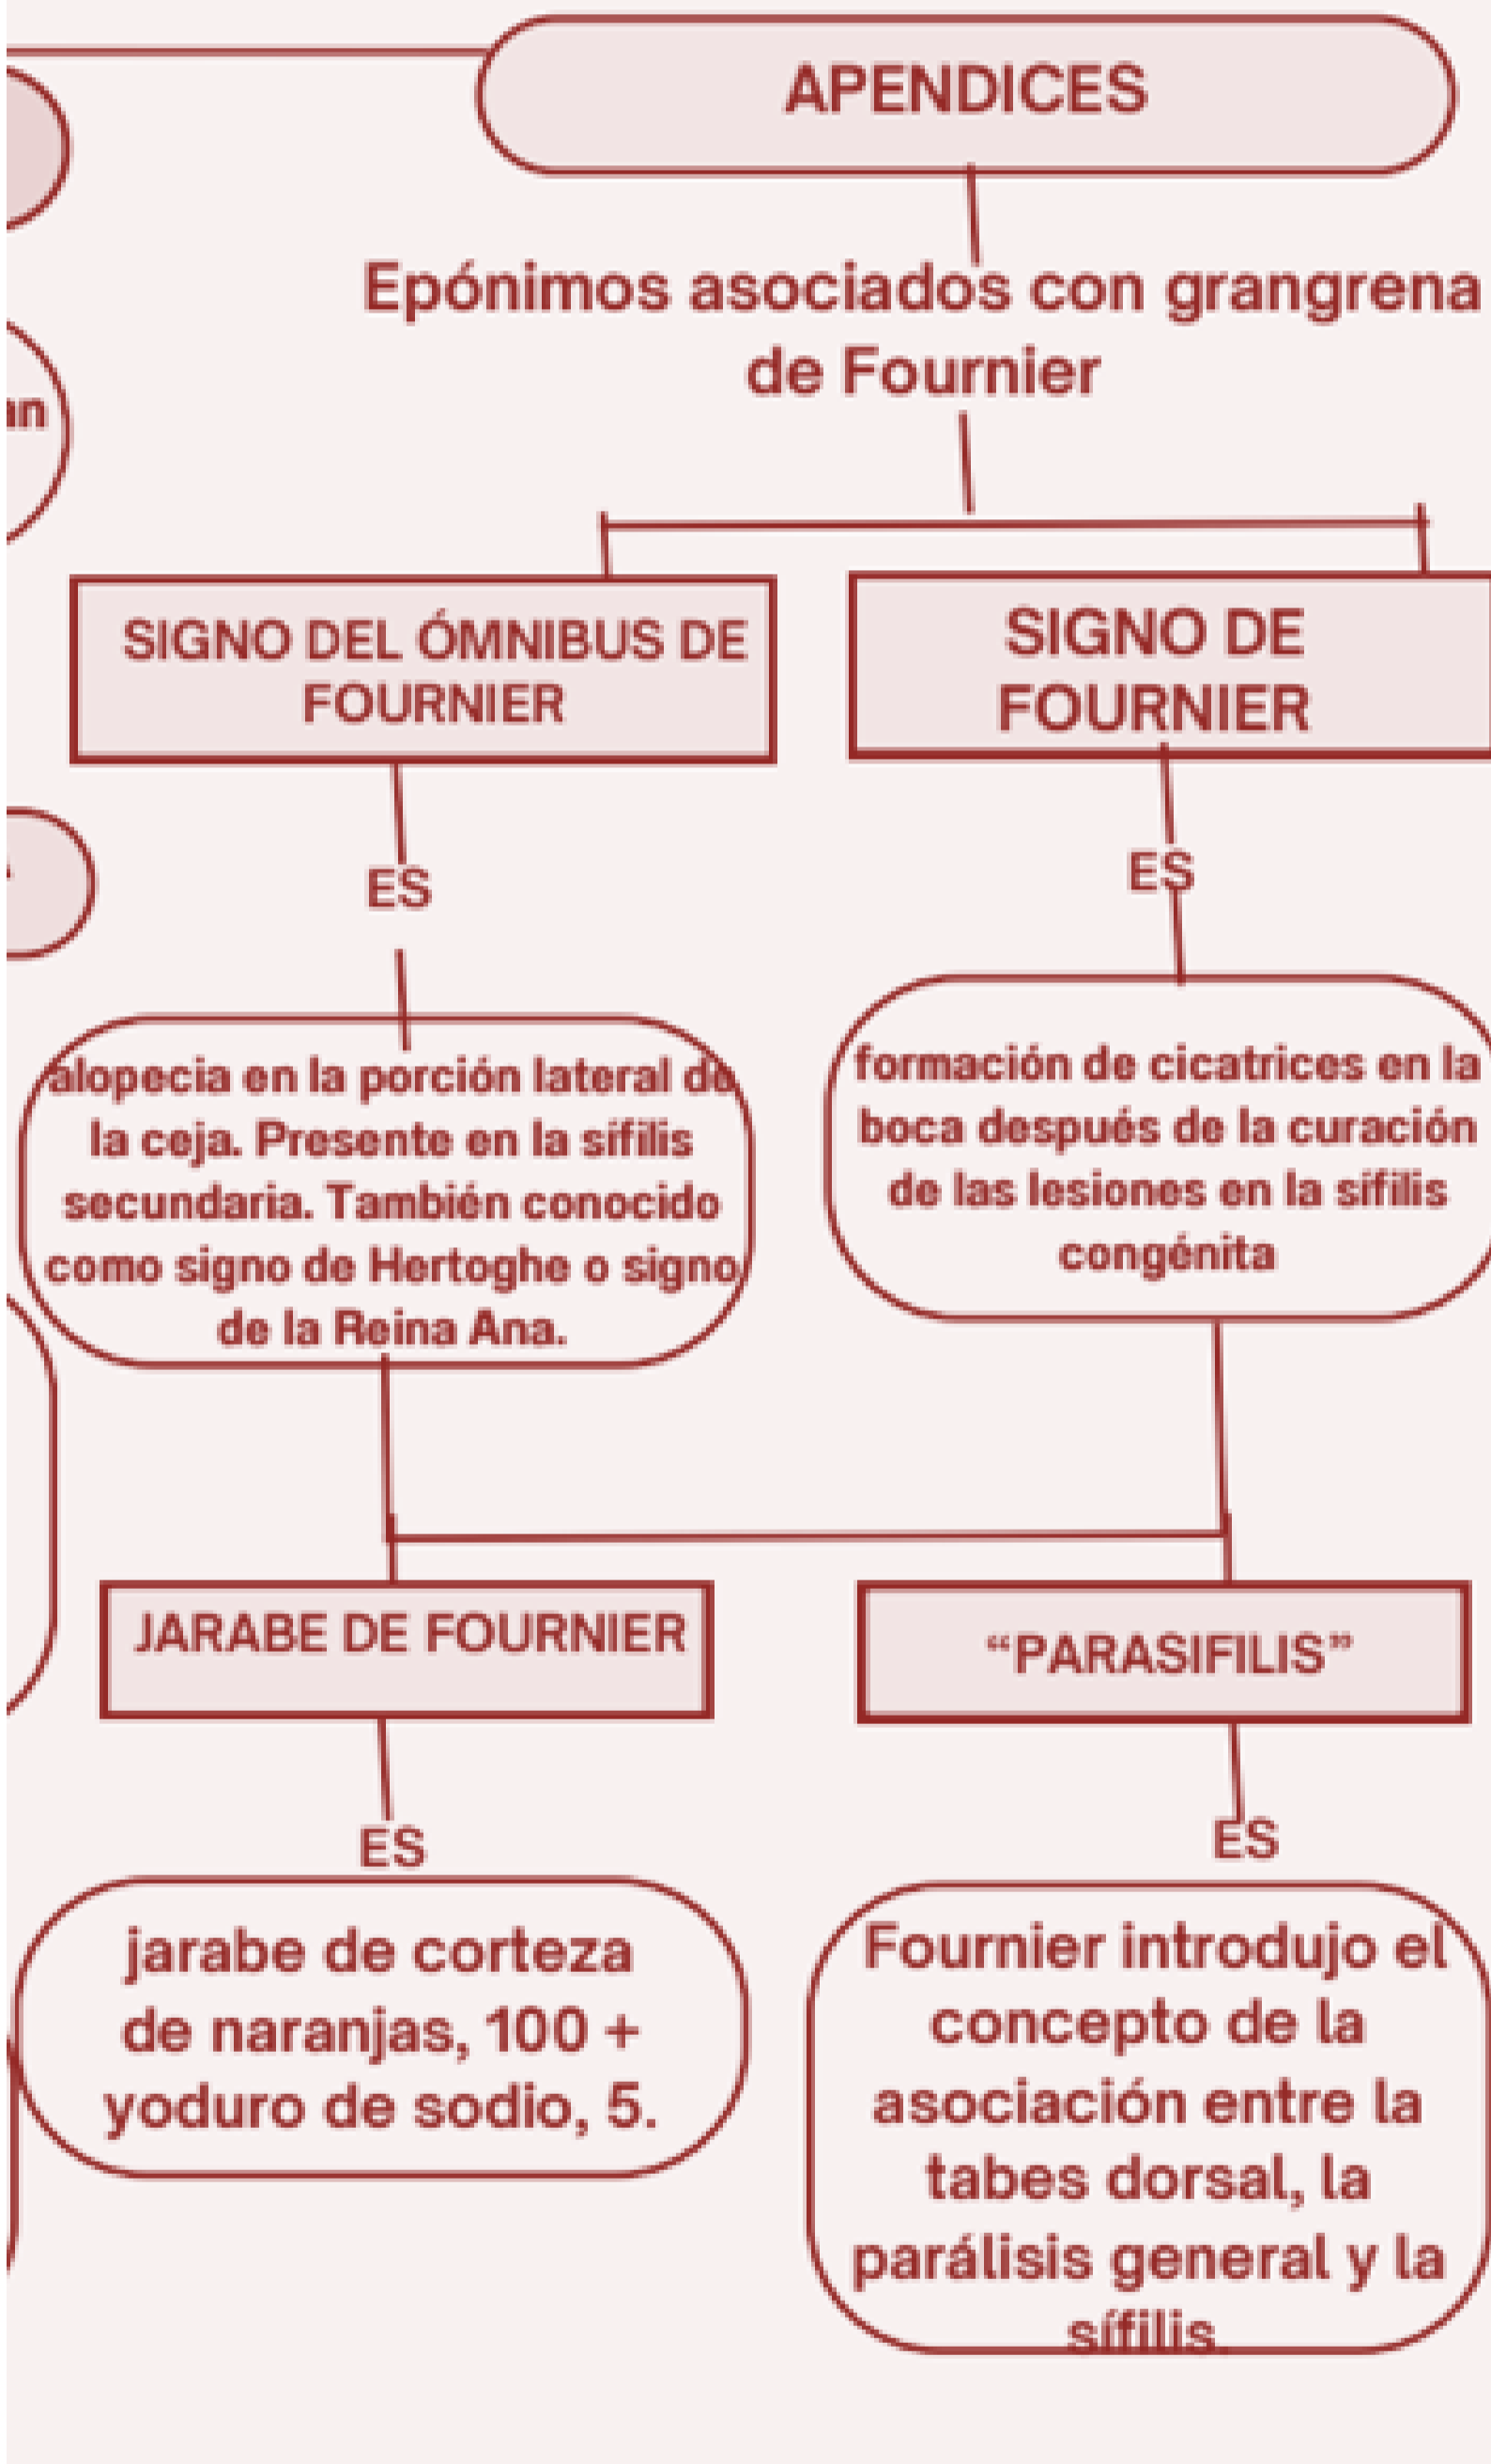 APENDICES
Epónimos asociados con grangrena
de Fournier
SIGNO DEL ÓMNIBUS DE
FOURNIER
SIGNO DE
FOURNIER
ES
ES
alopecia en la porción lateral de
la ceja. Presente en la sífilis
secundaria. También conocido
como signo de Hertoghe o signo
de la Reina Ana.
formación de cicatrices en la
boca después de la curación
de las lesiones en la sífilis
congénita
JARABE DE FOURNIER
“PARASIFILIS”
ES
ES
jarabe de corteza
de naranjas, 100 +
yoduro de sodio, 5.
Fournier introdujo el
concepto de la
asociación entre la
tabes dorsal, la
parálisis general y la
sífilis.